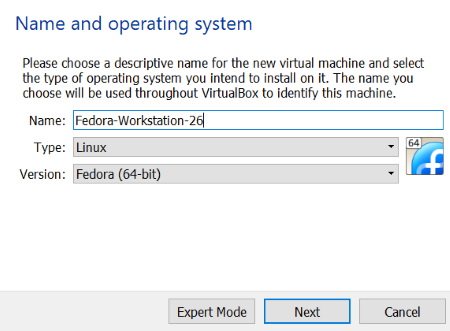 Name and operating system
Please choose a descriptive name for the new virtual machine and select
the type of operating system you intend to install on it. The name you
choose will be used throughout VirtualBox to identify this machine.
Name: Fedora-Workstation-26
Type: Linux
64
Version: Fedora (64-bit)
Expert Mode Next Cancel